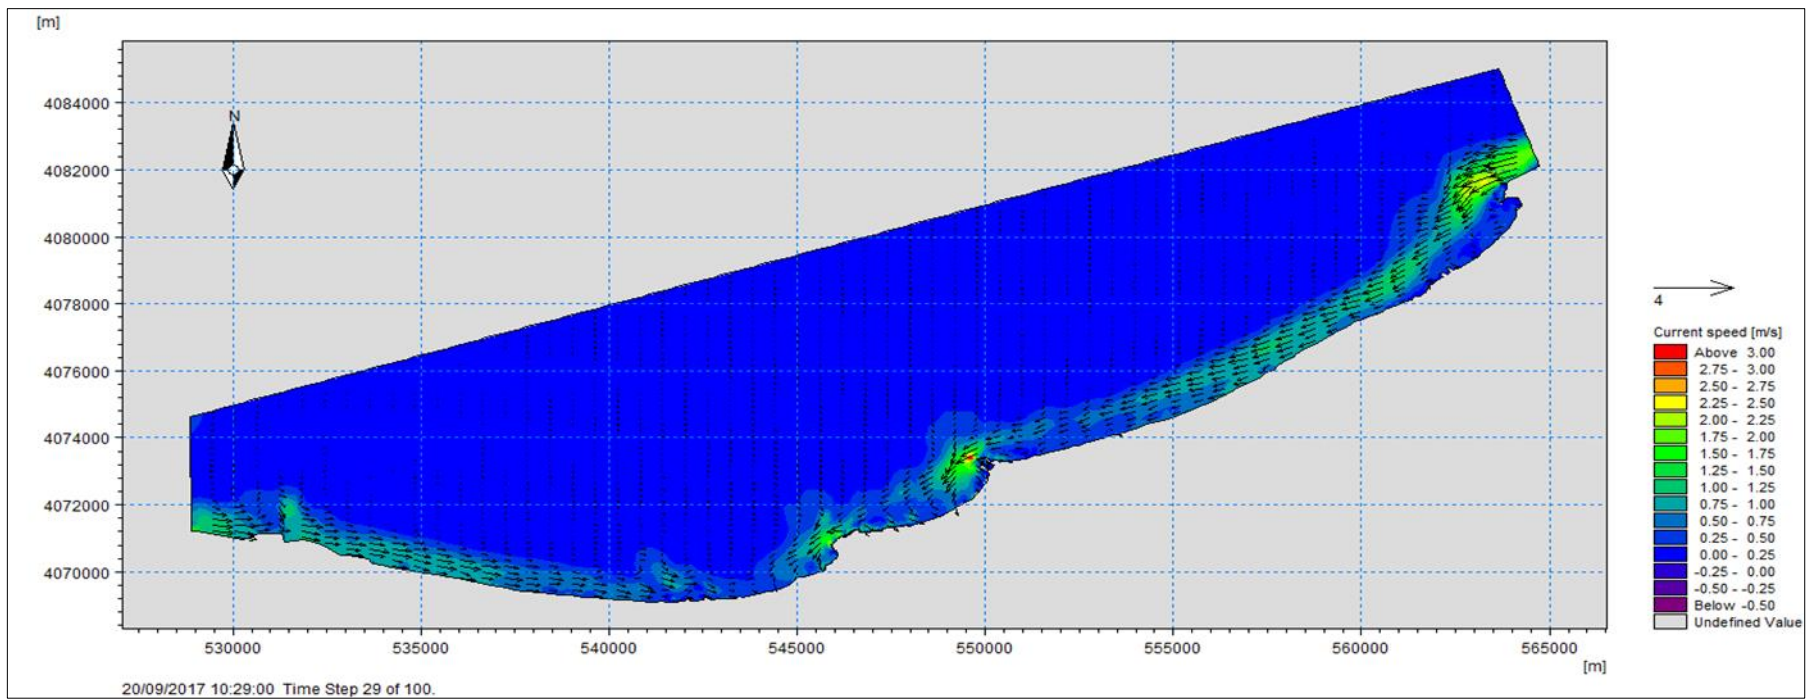 [m]
4084000
4082000
4080000
4078000
4076000
4074000
4072000
4070000
N
530000
535000
540000
545000
550000
555000
560000
565000
[m]
20/09/2017 10:29:00 Time Step 29 of 100.
4
Current speed [m/s]
Above 3.00
2.75 - 3.00
2.50 - 2.75
2.25 - 2.50
2.00 - 2.25
1.75 - 2.00
1.50 - 1.75
1.25 - 1.50
1.00 - 1.25
0.75 - 1.00
0.50 - 0.75
0.25 - 0.50
0.00 - 0.25
-0.25 - 0.00
-0.50 - -0.25
Below -0.50
Undefined Value